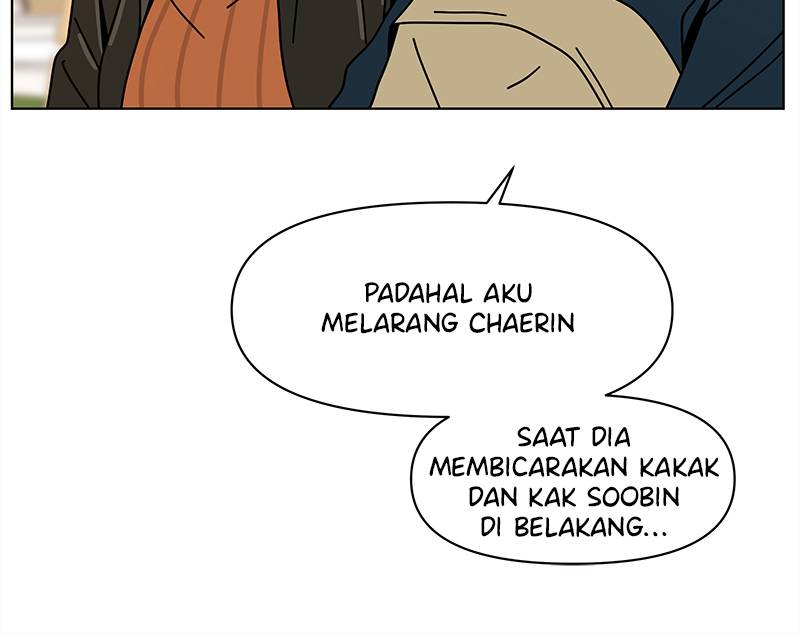 PADAHAL AKU
MELARANG CHAERIN
SAAT DIA
MEMBICARAKAN KAKAK
DAN KAK SOOBIN
DI BELAKANG...